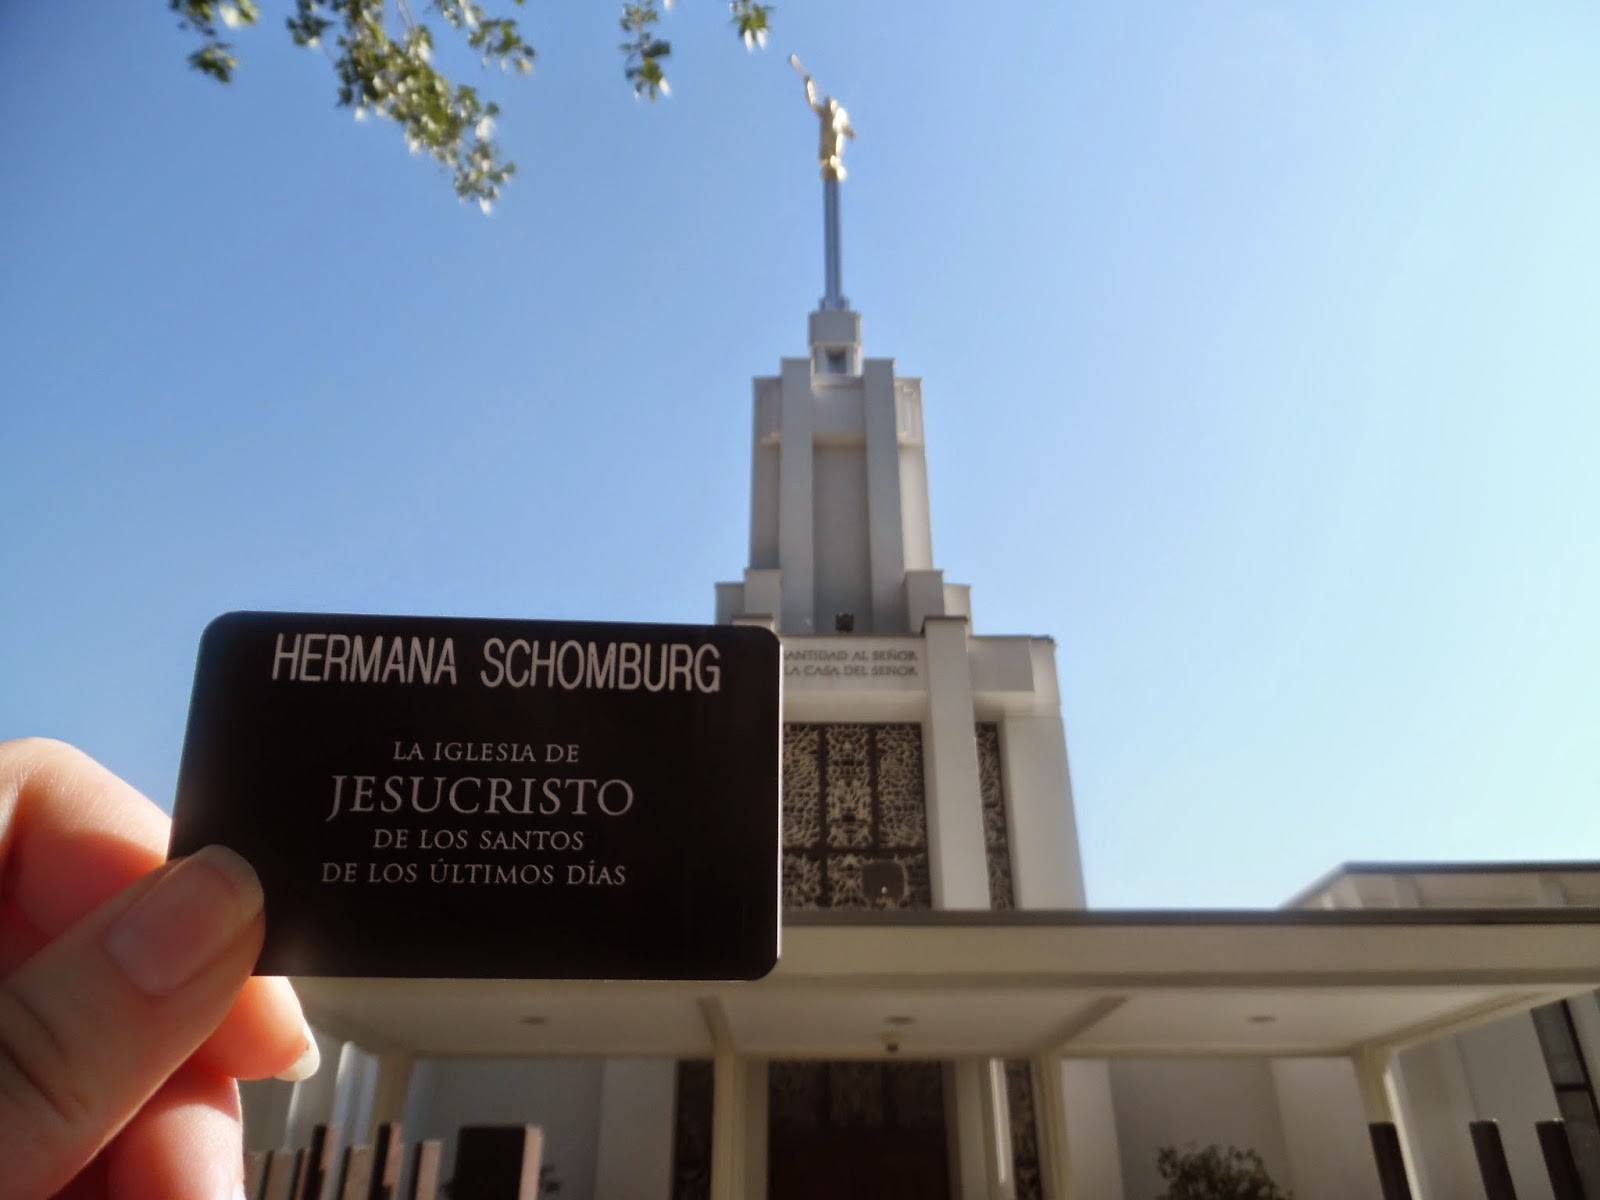 HERMANA SCHOMBURG
LA IGLESIA DE
JESUCRISTO
DE LOS SANTOS
DE LOS ÚLTIMOS DÍAS
SANTIDAD AL SEÑOR
LA CASA DEL SEÑOR